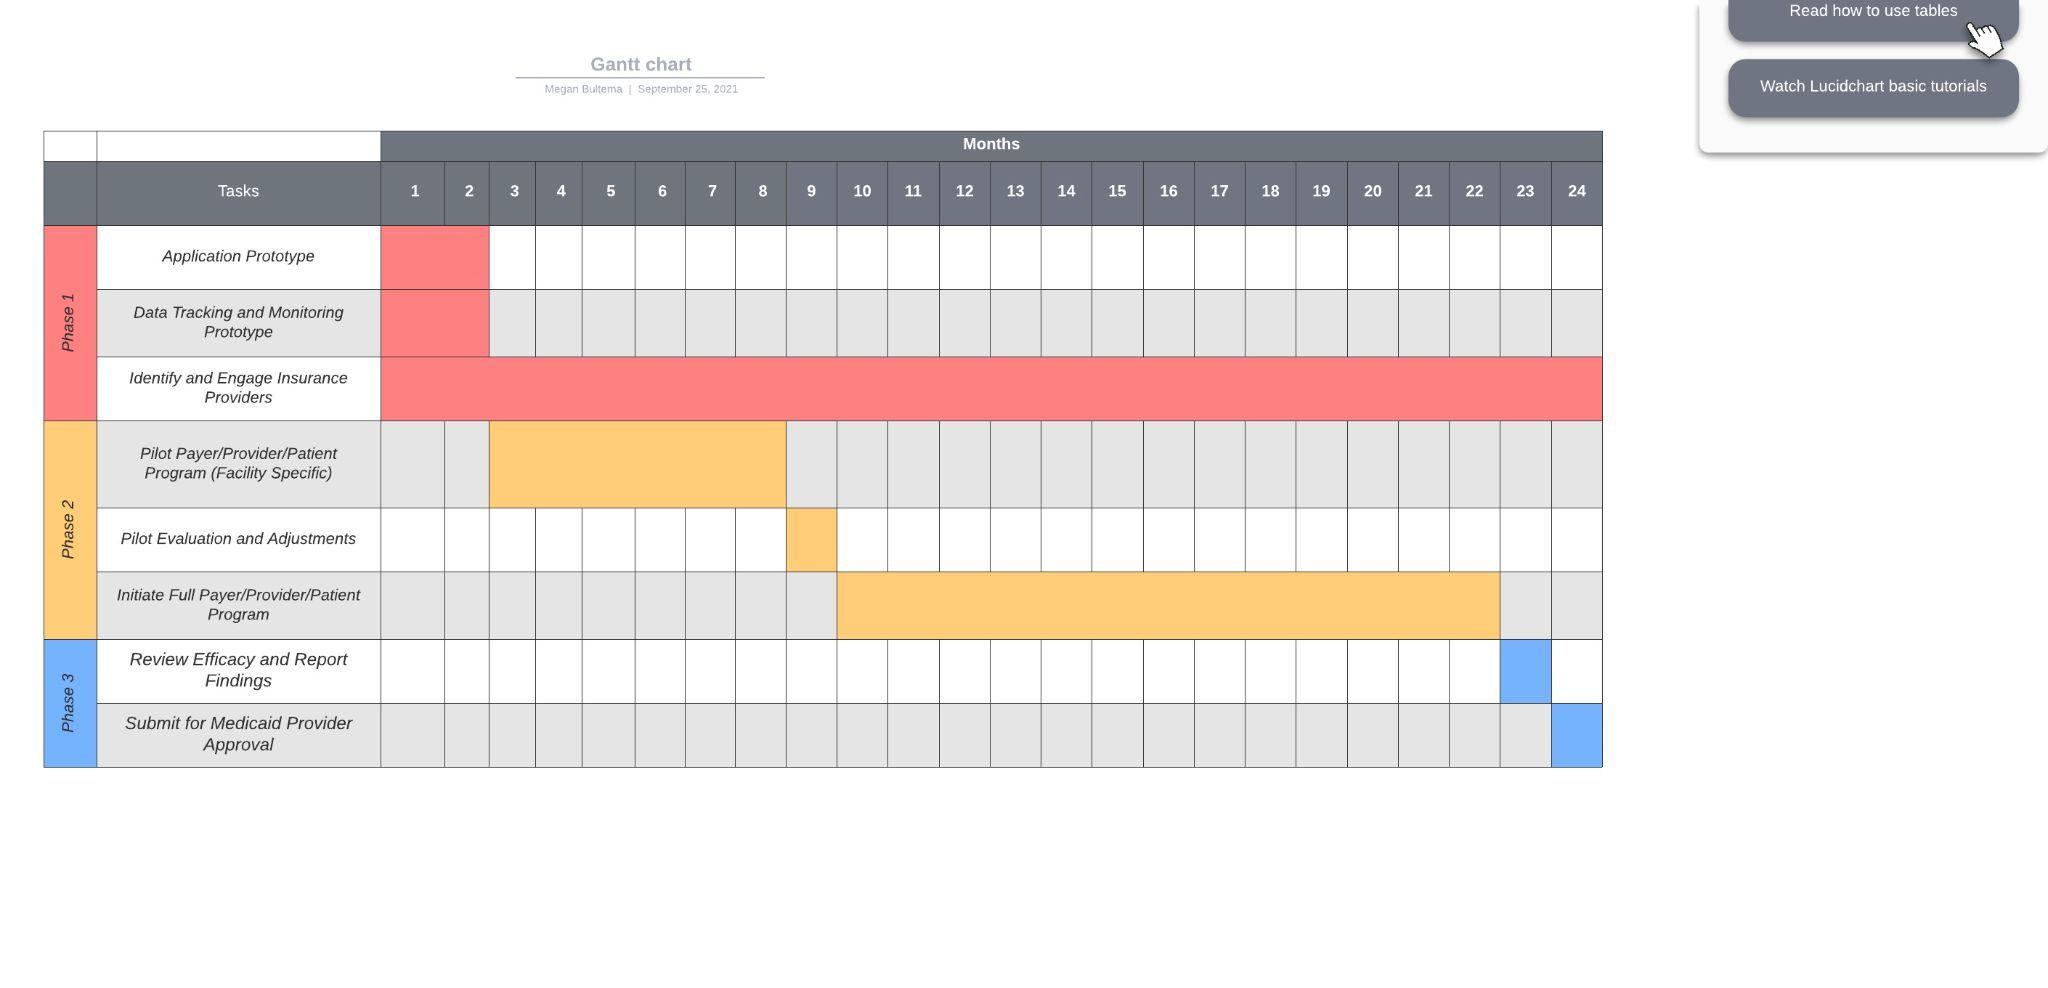 Read how to use tables
Watch Lucidchart basic tutorials
Gantt chart
Megan Bultema | September 25, 2021
Months
Tasks 1 2 3 4 5 6 7 8 9 10 11 12 13 14 15 16 17 18 19 20 21 22 23 24
Phase 1
Application Prototype
Data Tracking and Monitoring
Prototype
Identify and Engage Insurance
Providers
Phase 2
Pilot Payer/Provider/Patient
Program (Facility Specific)
Pilot Evaluation and Adjustments
Initiate Full Payer/Provider/Patient
Program
Phase 3
Review Efficacy and Report
Findings
Submit for Medicaid Provider
Approval